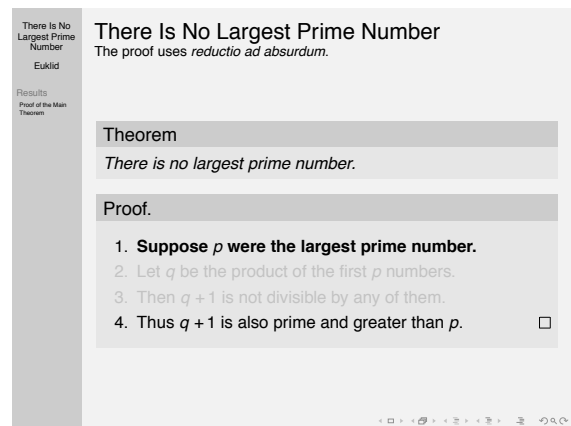 There Is No
Largest Prime
Number
Euklid
Results
Proof of the Main
Theorem
There Is No Largest Prime Number
The proof uses reductio ad absurdum.
Theorem
There is no largest prime number.
Proof.
1. Suppose p were the largest prime number.
2. Let q be the product of the first p numbers.
3. Then q + 1 is not divisible by any of them.
4. Thus q + 1 is also prime and greater than p. □